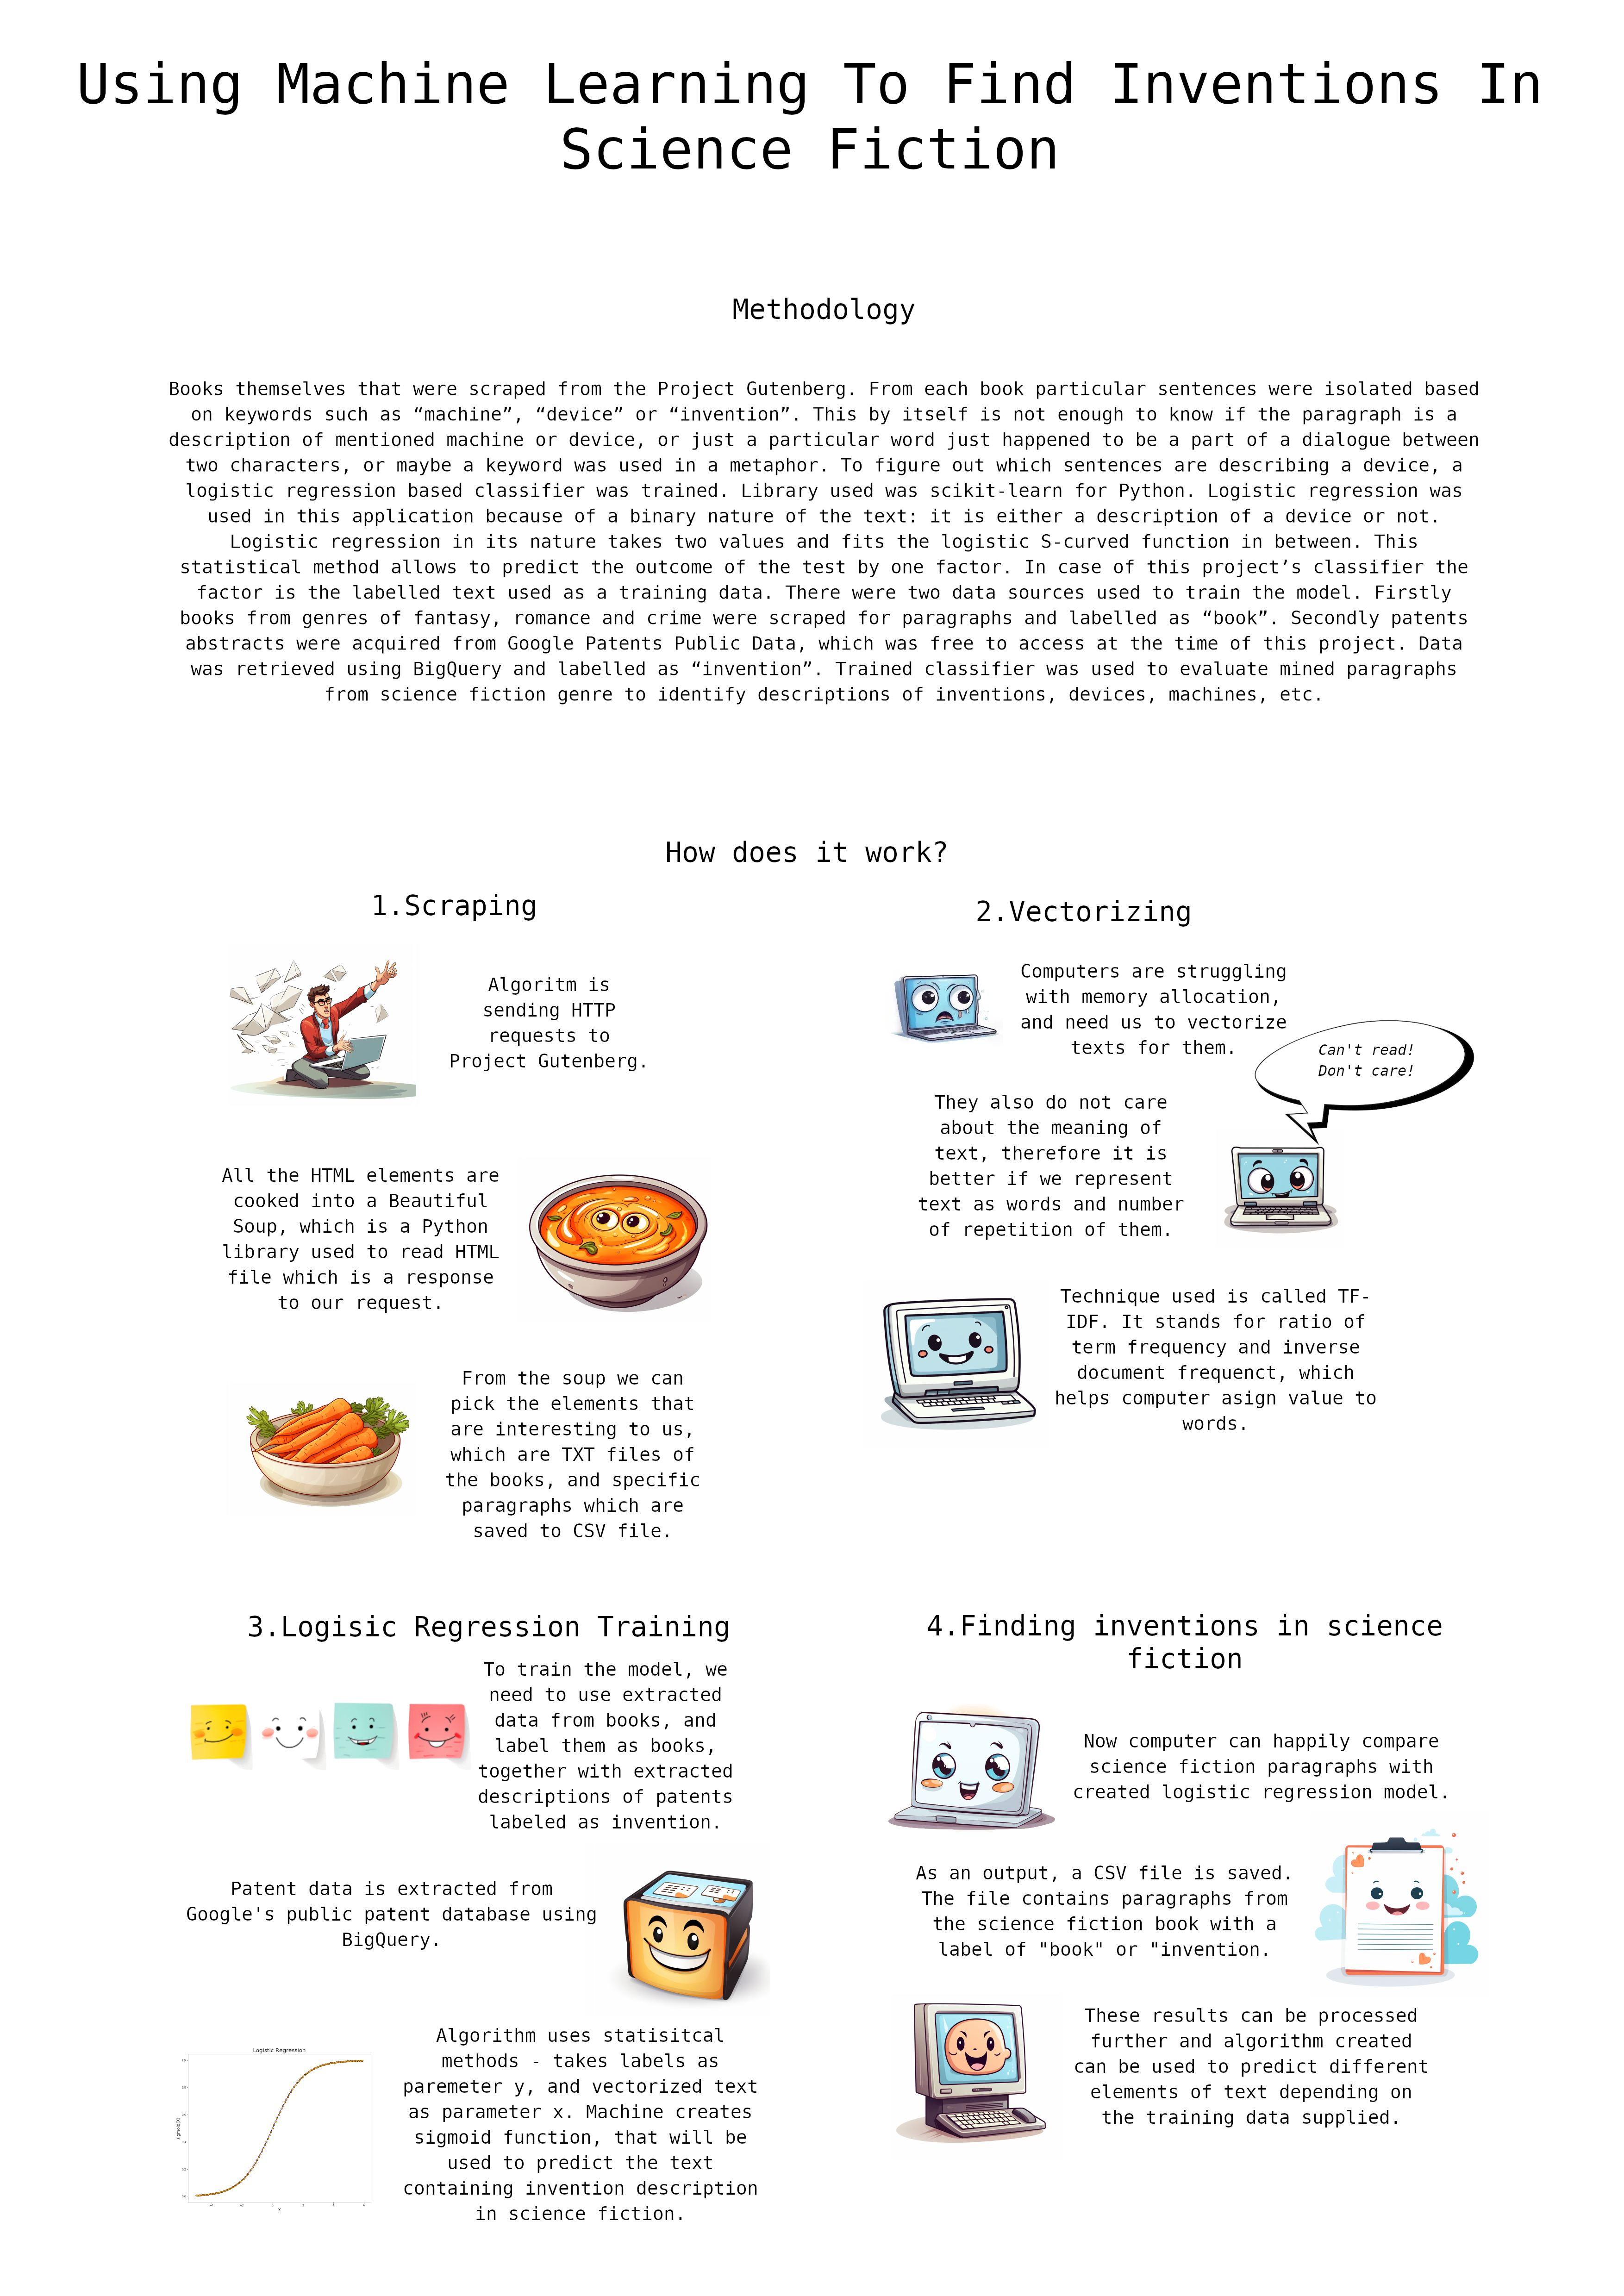 Using Machine Learning To Find Inventions In
Science Fiction
Methodology
Books themselves that were scraped from the Project Gutenberg. From each book particular sentences were isolated based
on keywords such as “machine”, “device” or “invention”. This by itself is not enough to know if the paragraph is a
description of mentioned machine or device, or just a particular word just happened to be a part of a dialogue between
two characters, or maybe a keyword was used in a metaphor. To figure out which sentences are describing a device, a
logistic regression based classifier was trained. Library used was scikit-learn for Python. Logistic regression was
used in this application because of a binary nature of the text: it is either a description of a device or not.
Logistic regression in its nature takes two values and fits the logistic S-curved function in between. This
statistical method allows to predict the outcome of the test by one factor. In case of this project’s classifier the
factor is the labelled text used as a training data. There were two data sources used to train the model. Firstly
books from genres of fantasy, romance and crime were scraped for paragraphs and labelled as “book”. Secondly patents
abstracts were acquired from Google Patents Public Data, which was free to access at the time of this project. Data
was retrieved using BigQuery and labelled as “invention”. Trained classifier was used to evaluate mined paragraphs
from science fiction genre to identify descriptions of inventions, devices, machines, etc.
How does it work?
1.Scraping
Algoritm is
sending HTTP
requests to
Project Gutenberg.
All the HTML elements are
cooked into a Beautiful
Soup, which is a Python
library used to read HTML
file which is a response
to our request.
From the soup we can
pick the elements that
are interesting to us,
which are TXT files of
the books, and specific
paragraphs which are
saved to CSV file.
2.Vectorizing
Computers are struggling
with memory allocation,
and need us to vectorize
texts for them.
Can't read!
Don't care!
They also do not care
about the meaning of
text, therefore it is
better if we represent
text as words and number
of repetition of them.
Technique used is called TF-
IDF. It stands for ratio of
term frequency and inverse
document frequenct, which
helps computer asign value to
words.
3.Logisic Regression Training
To train the model, we
need to use extracted
data from books, and
label them as books,
together with extracted
descriptions of patents
labeled as invention.
Patent data is extracted from
Google's public patent database using
BigQuery.
Algorithm uses statisitcal
methods - takes labels as
paremeter y, and vectorized text
as parameter x. Machine creates
sigmoid function, that will be
used to predict the text
containing invention description
in science fiction.
Logistic Regression
X
4.Finding inventions in science
fiction
Now computer can happily compare
science fiction paragraphs with
created logistic regression model.
As an output, a CSV file is saved.
The file contains paragraphs from
the science fiction book with a
label of "book" or "invention.
These results can be processed
further and algorithm created
can be used to predict different
elements of text depending on
the training data supplied.